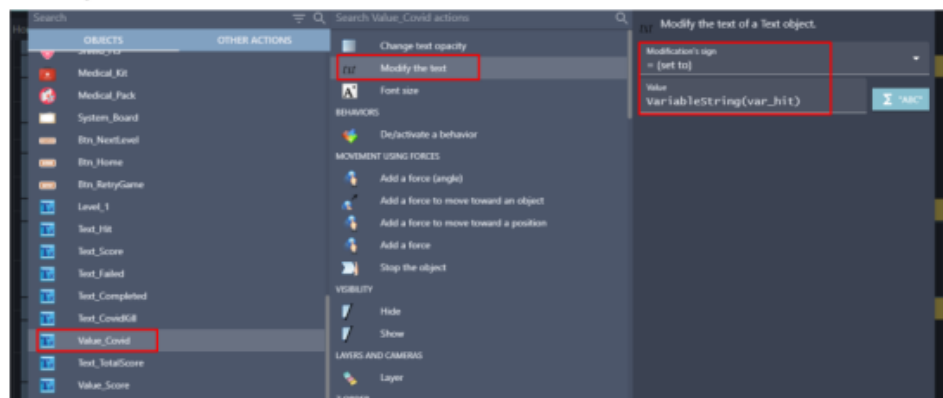 Search
OBJECTS
OTHER ACTIONS
Medical_Kit
Medical_Pack
System_Board
Btn_NextLevel
Btn_Home
Btn_RetryGame
Level_1
Text_Hit
Text_Score
Text_Failed
Text_Completed
Text_CovidKill
Value_Covid
Text_TotalScore
Value_Score
Search Value_Covid actions
Change text opacity
Modify the text
Font size
BEHAVIORS
De/activate a behavior
MOVEMENT USING FORCES
Add a force (angle)
Add a force to move toward an object
Add a force to move toward a position
Add a force
Stop the object
VISIBILITY
Hide
Show
LAYERS AND CAMERAS
Layer
Modify the text of a Text object.
Modification's sign
= (set to)
Value
VariableString(var_hit)
Σ "ABC"